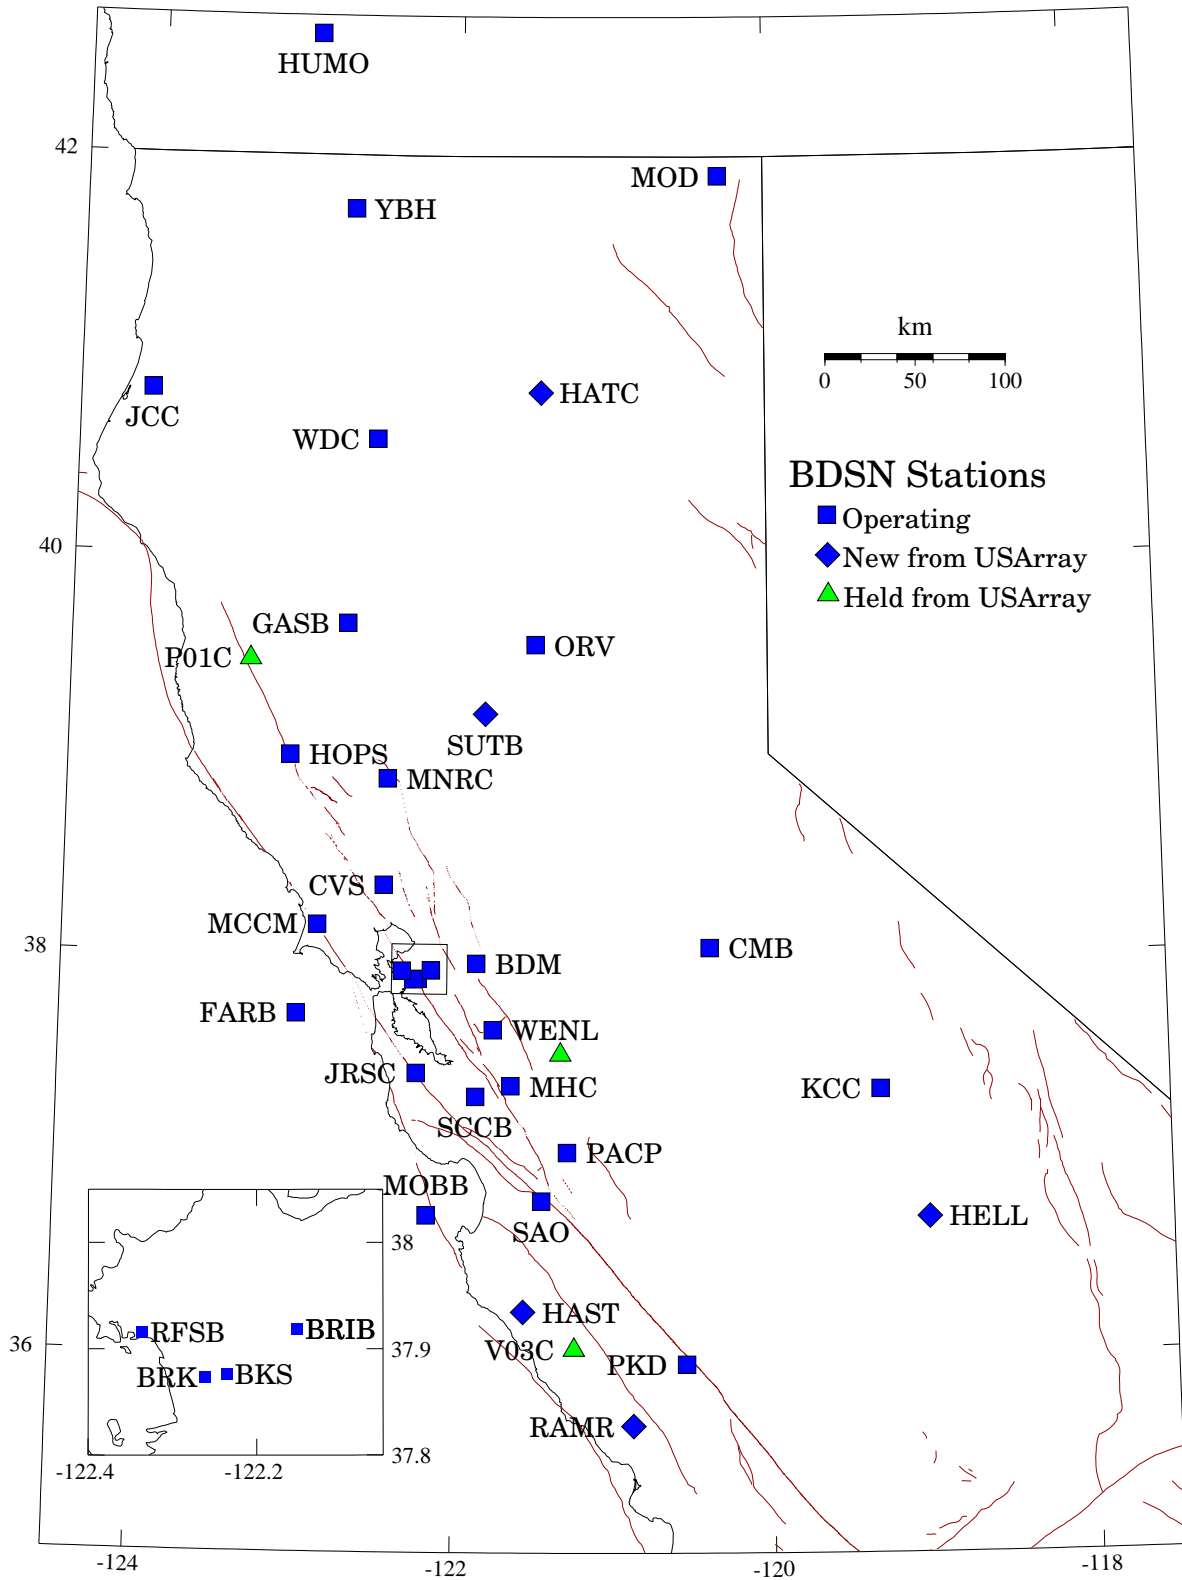 HUMO
42
MOD
YBH
km
0 50 100
JCC
HATC
WDC
BDSN Stations
Operating
New from USArray
Held from USArray
40
GASB
ORV
P01C
SUTB
HOPS
MNRC
CVS
MCCM
38
CMB
BDM
FARB
WENL
JRSC
MHC
KCC
SCCB
PACP
MOBB
SAO
HELL
38
HAST
RFSB
BRIB
V03C
36
37.9
PKD
BRK
BKS
RAMR
37.8
-122.4
-122.2
-124
-122
-120
-118